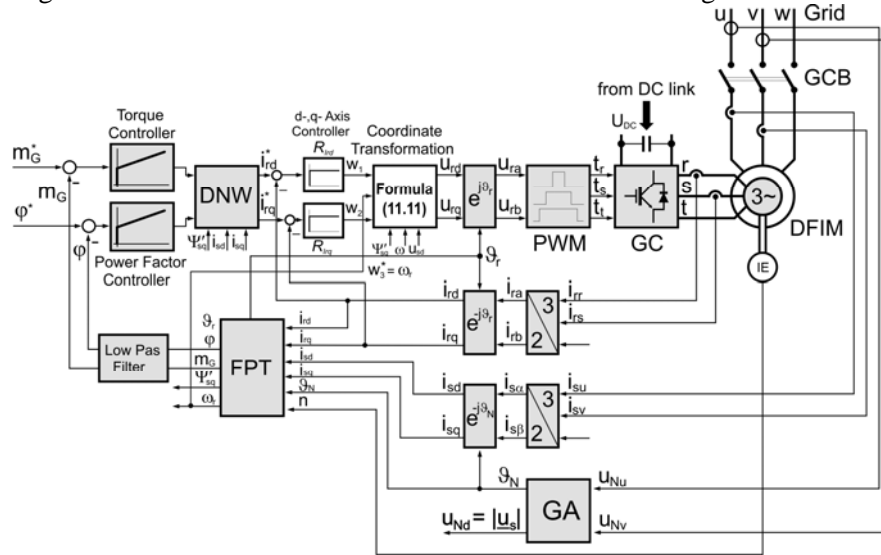 u v w Grid
GCB
from DC link
U_DC
Torque
Controller
d-,q- Axis
Controller
Coordinate
Transformation
R_Ird
m_G^*
i_rd^*
w_1
u_rd
u_ra
t_r
r
DNW
Formula
(11.11)
e^{jϑ_r}
t_s
s
3~
m_G
i_rq^*
w_2
u_rq
u_rb
t_t
t
φ^*
R_Irq
PWM
GC
DFIM
φ
Power Factor
Controller
Ψ'_sq i_sd i_sq
Ψ'_sq ω u_sd
w_3^* = ω_r
ϑ_r
IE
i_rd
i_ra
i_rr
3
e^{-jϑ_r}
i_rs
i_rq
i_rb
2
ϑ_r
i_rd
φ
i_rq
Low Pas
Filter
m_G
FPT
i_sd
Ψ'_sq
i_sq
ϑ_N
ω_r
n
i_sd
i_sα
3
i_su
e^{-jϑ_N}
i_sv
i_sq
i_sβ
2
ϑ_N
u_Nu
GA
u_Nd = |u_s|
u_Nv